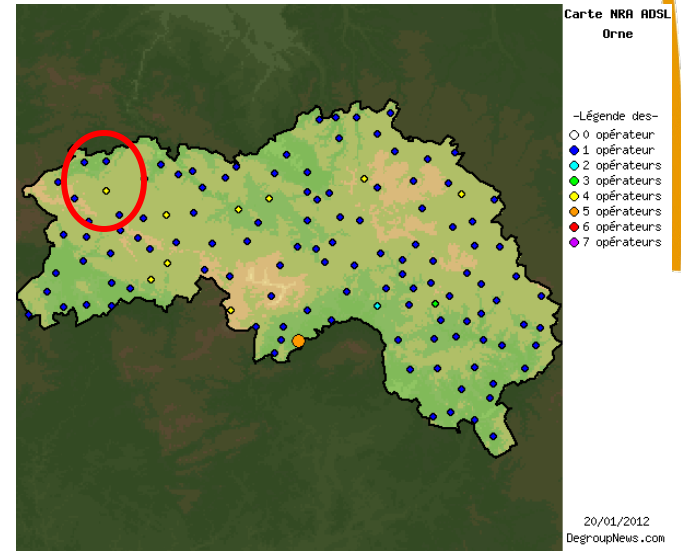 Carte NRA ADSL
Orne
-Légende des-
0 opérateur
1 opérateur
2 opérateurs
3 opérateurs
4 opérateurs
5 opérateurs
6 opérateurs
7 opérateurs
20/01/2012
DegroupNews.com